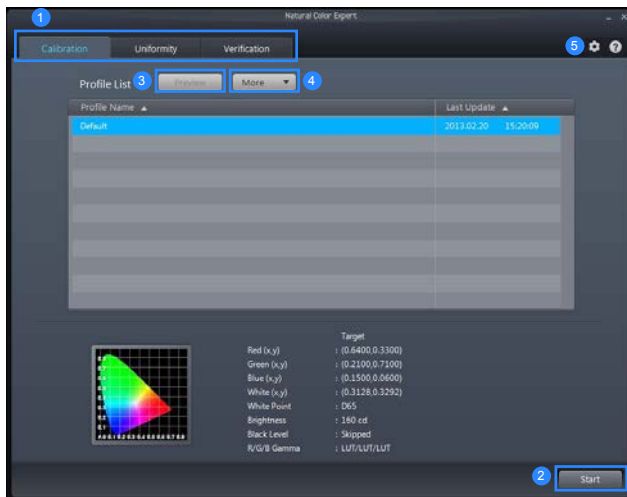 Natural Color Expert
1
Calibration Uniformity Verification
5
Profile List 3 Preview More 4
Profile Name Last Update
Default 2013.02.20 15:20:09
Target
Red (x,y) : (0.6400,0.3300)
Green (x,y) : (0.2100,0.7100)
Blue (x,y) : (0.1500,0.0600)
White (x,y) : (0.3128,0.3292)
White Point : D65
Brightness : 160 cd
Black Level : Skipped
R/G/B Gamma : LUT/LUT/LUT
2 Start